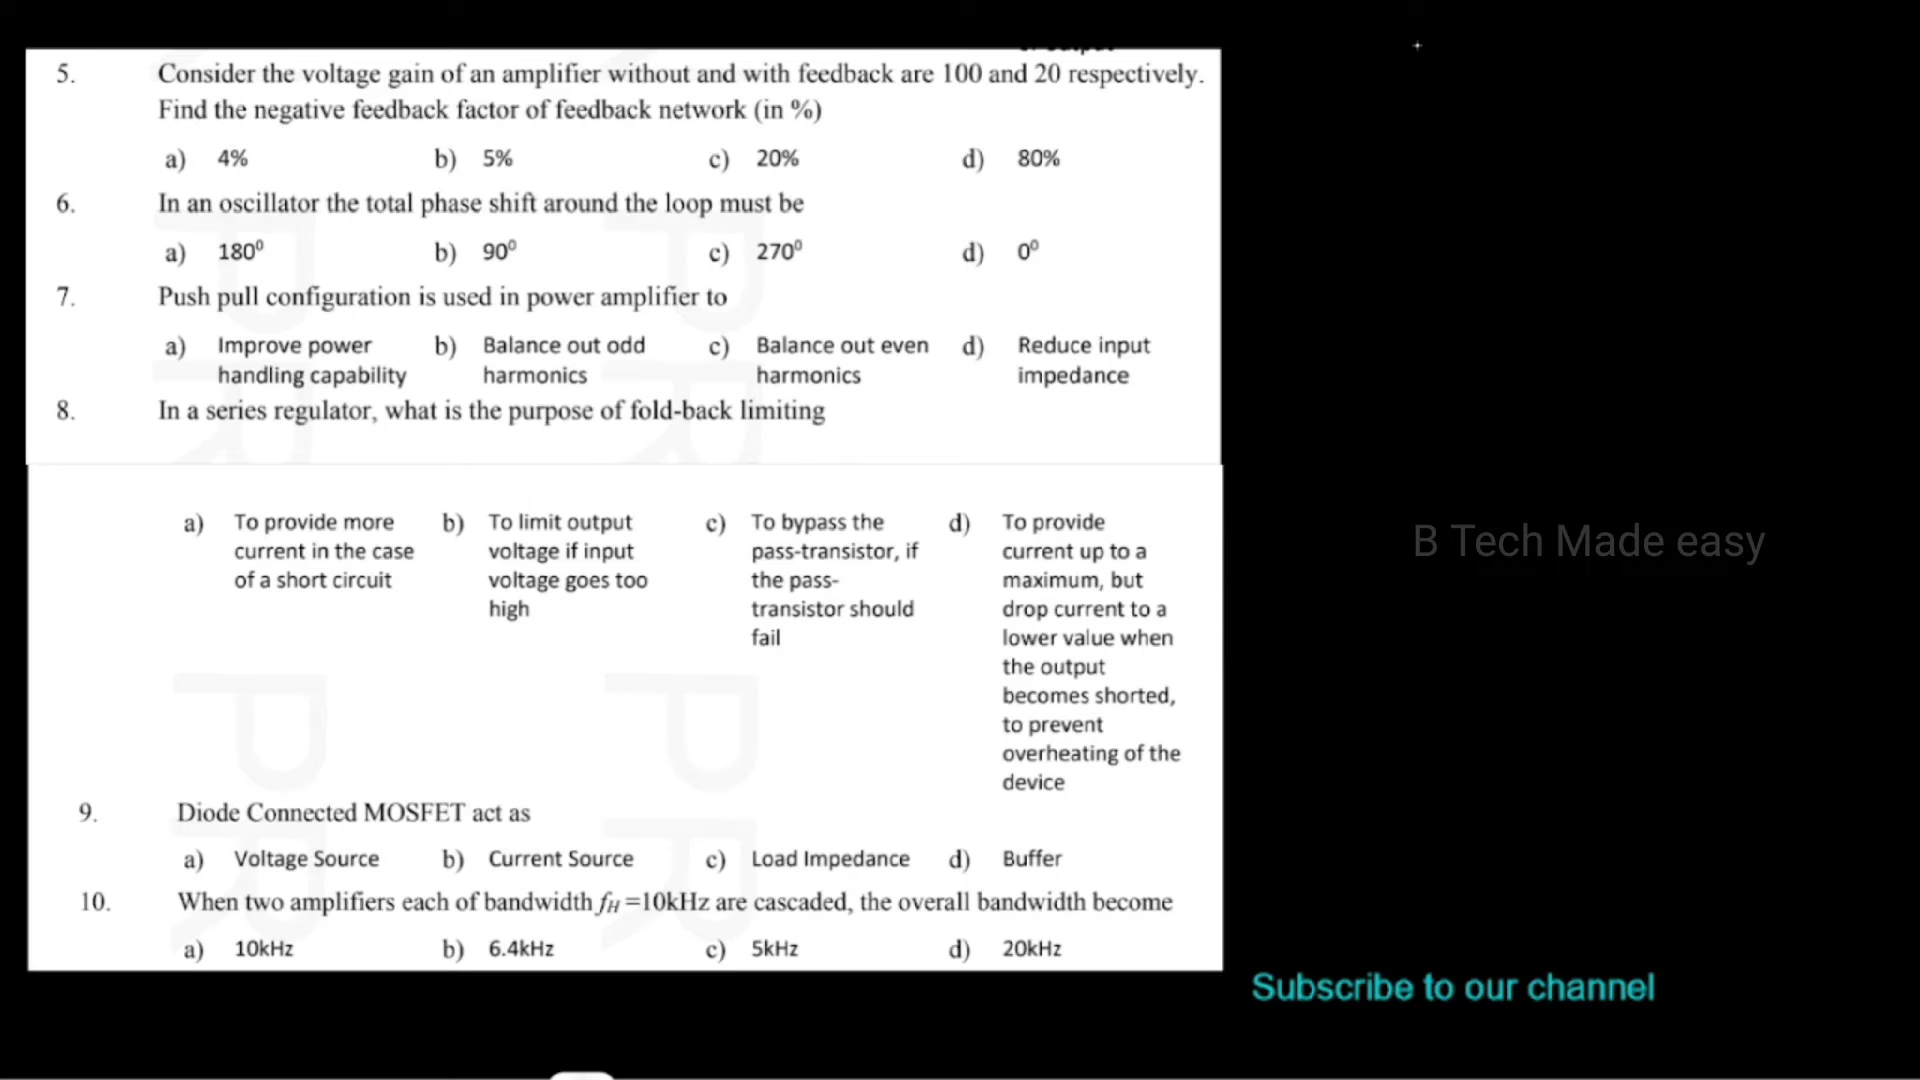 5. Consider the voltage gain of an amplifier without and with feedback are 100 and 20 respectively.
Find the negative feedback factor of feedback network (in %)
a) 4% b) 5% c) 20% d) 80%
6. In an oscillator the total phase shift around the loop must be
a) 180⁰ b) 90⁰ c) 270⁰ d) 0⁰
7. Push pull configuration is used in power amplifier to
a) Improve power b) Balance out odd c) Balance out even d) Reduce input
handling capability harmonics harmonics impedance
8. In a series regulator, what is the purpose of fold-back limiting
a) To provide more b) To limit output c) To bypass the d) To provide
current in the case voltage if input pass-transistor, if current up to a
of a short circuit voltage goes too the pass- maximum, but
high transistor should drop current to a
fail lower value when
the output
becomes shorted,
to prevent
overheating of the
device
9. Diode Connected MOSFET act as
a) Voltage Source b) Current Source c) Load Impedance d) Buffer
10. When two amplifiers each of bandwidth fH =10kHz are cascaded, the overall bandwidth become
a) 10kHz b) 6.4kHz c) 5kHz d) 20kHz
B Tech Made easy
Subscribe to our channel